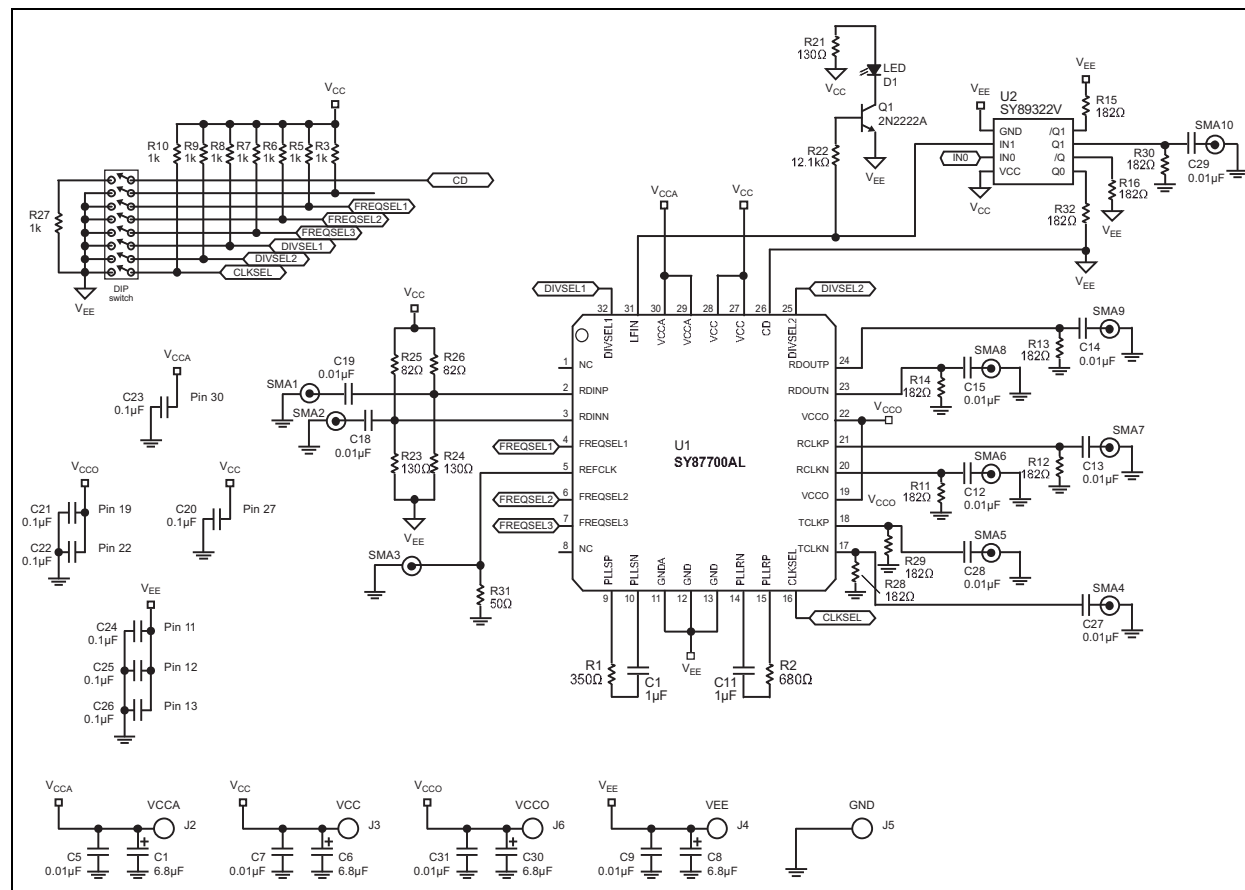 R21
130Ω
VCC
LED
D1
Q1
2N2222A
VEE
R22
12.1kΩ
VEE
U2
SY89322V
GND
IN1
IN0
VCC
/Q1
Q1
/Q
Q0
IN0
VCC
VEE
R15
182Ω
SMA10
R30
182Ω
C29
0.01µF
R16
182Ω
VEE
R32
182Ω
VEE
VCC
R10
1k
R9
1k
R8
1k
R7
1k
R6
1k
R5
1k
R3
1k
R27
1k
VEE
DIP
switch
CD
FREQSEL1
FREQSEL2
FREQSEL3
DIVSEL1
DIVSEL2
CLKSEL
VCCA
VCC
DIVSEL1
DIVSEL2
32
31
30
29
28
27
26
25
DIVSEL1
LFIN
VCCA
VCCA
VCC
VCC
CD
DIVSEL2
U1
SY87700AL
1
NC
2
RDINP
3
RDINN
4
FREQSEL1
5
REFCLK
6
FREQSEL2
7
FREQSEL3
8
NC
FREQSEL1
FREQSEL2
FREQSEL3
RDOUTP
24
RDOUTN
23
VCCO
22
RCLKP
21
RCLKN
20
VCCO
19
TCLKP
18
TCLKN
17
PLLSP
PLLSN
GNDA
GND
GND
PLLRN
PLLRP
CLKSEL
9
10
11
12
13
14
15
16
CLKSEL
VEE
R1
350Ω
C1
1µF
C11
1µF
R2
680Ω
VCC
R25
82Ω
R26
82Ω
R23
130Ω
R24
130Ω
VEE
SMA1
C19
0.01µF
SMA2
C18
0.01µF
SMA3
R31
50Ω
SMA9
R13
182Ω
C14
0.01µF
SMA8
R14
182Ω
C15
0.01µF
VCCO
SMA7
R12
182Ω
C13
0.01µF
SMA6
R11
182Ω
C12
0.01µF
VCCO
SMA5
R29
182Ω
C28
0.01µF
R28
182Ω
SMA4
C27
0.01µF
VCCA
C23
0.1µF
Pin 30
VCCO
C21
0.1µF
Pin 19
C22
0.1µF
Pin 22
VCC
C20
0.1µF
Pin 27
VEE
C24
0.1µF
Pin 11
C25
0.1µF
Pin 12
C26
0.1µF
Pin 13
VCCA
VCCA
J2
C5
0.01µF
C1
6.8µF
+
VCC
VCC
J3
C7
0.01µF
C6
6.8µF
+
VCCO
VCCO
J6
C31
0.01µF
C30
6.8µF
+
VEE
VEE
J4
C9
0.01µF
C8
6.8µF
+
GND
J5